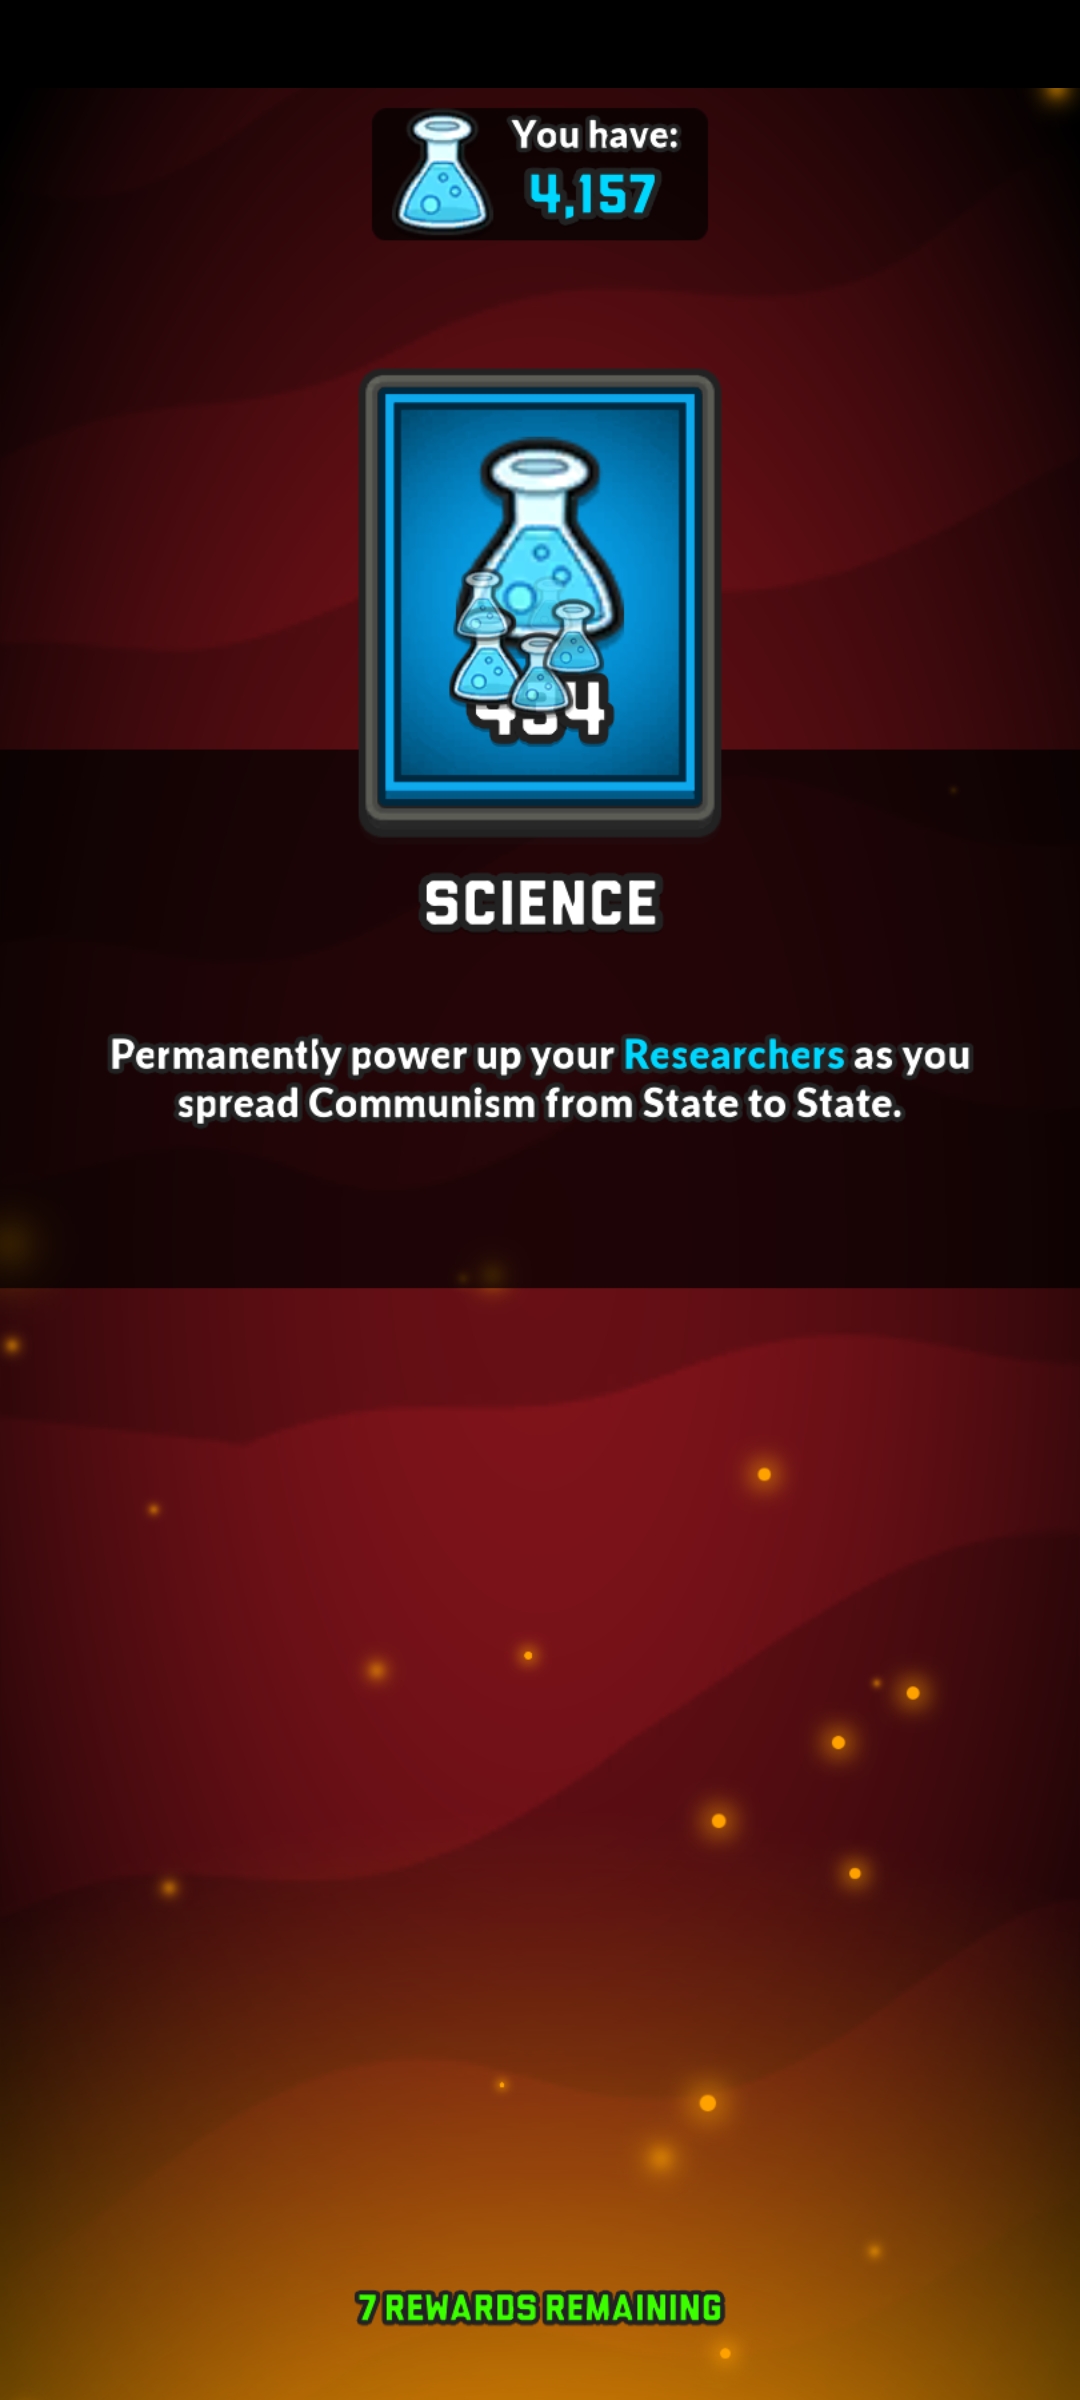 You have:
4,157
SCIENCE
Permanently power up your Researchers as you
spread Communism from State to State.
7 REWARDS REMAINING